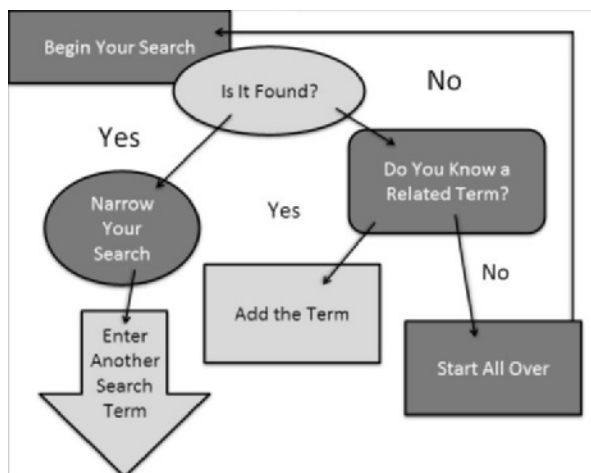 Begin Your Search
Is It Found?
No
Yes
Do You Know a
Related Term?
Narrow
Your
Search
Yes
No
Add the Term
Enter
Another
Search
Term
Start All Over